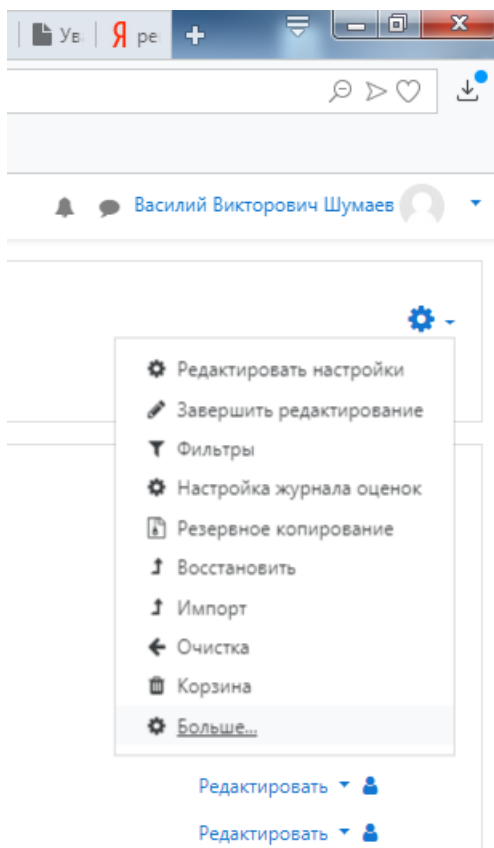 Ув Я ре
Василий Викторович Шумаев
Редактировать настройки
Завершить редактирование
Фильтры
Настройка журнала оценок
Резервное копирование
Восстановить
Импорт
Очистка
Корзина
Больше...
Редактировать
Редактировать